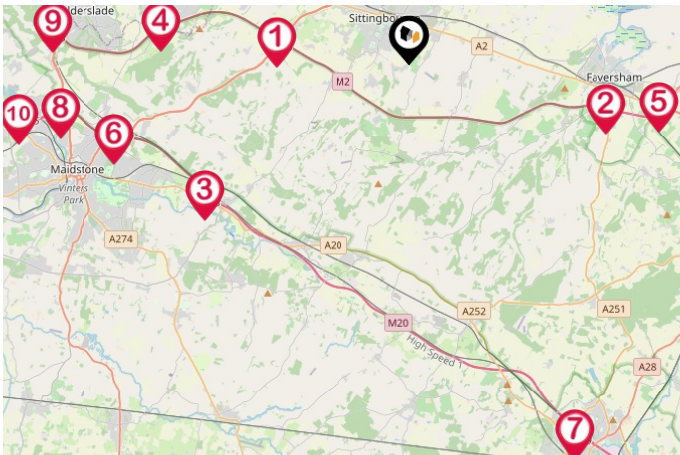 derslade
Sittingbo
A2
M2
Faversham
Maidstone
Vinters
Park
A274
A20
A252
A251
M20
High Speed 1
A28
9
4
1
2
5
10
8
6
3
7